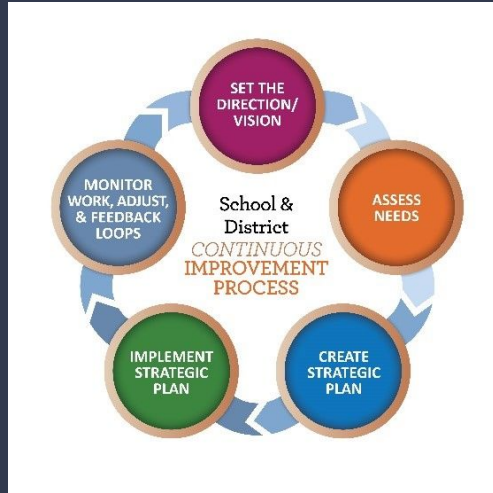 SET THE
DIRECTION/
VISION
ASSESS
NEEDS
CREATE
STRATEGIC
PLAN
IMPLEMENT
STRATEGIC
PLAN
MONITOR
WORK, ADJUST,
& FEEDBACK
LOOPS
School &
District
CONTINUOUS
IMPROVEMENT
PROCESS